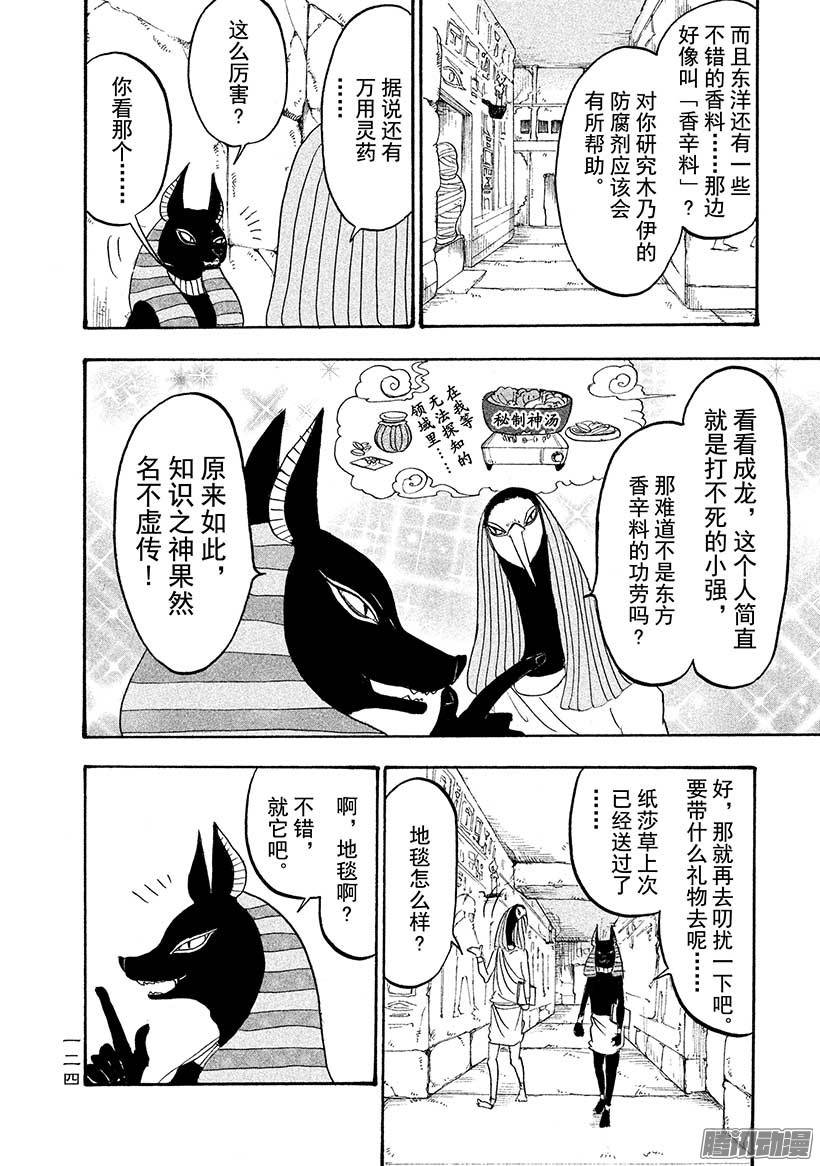 而且东洋还有一些
不错的香料……那边
好像叫「香辛料」？
对你研究木乃伊的
防腐剂应该会
有所帮助。
据说还有
万用灵药
……
这么厉害？
你看那个……
看看成龙，这个人简直
就是打不死的小强，
那难道不是东方
香辛料的功劳吗？
秘制神汤
在我等
无法探知的
领域里……
原来如此，
知识之神果然
名不虚传！
好，那就再去叨扰一下吧。
要带什么礼物去呢……
纸莎草上次
已经送过了
……
地毯怎么样？
啊，地毯啊？
不错，
就它吧。
一二四
腾讯动漫